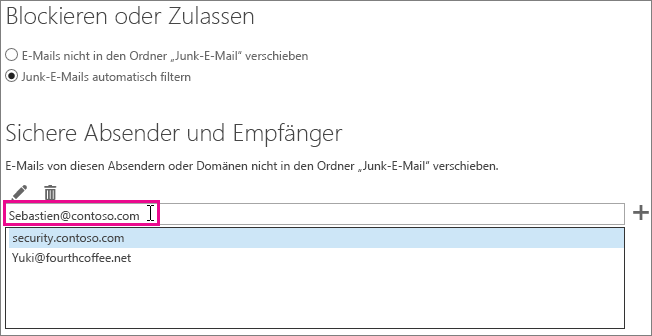 Blockieren oder Zulassen
E-Mails nicht in den Ordner „Junk-E-Mail“ verschieben
Junk-E-Mails automatisch filtern
Sichere Absender und Empfänger
E-Mails von diesen Absendern oder Domänen nicht in den Ordner „Junk-E-Mail“ verschieben.
Sebastien@contoso.com
security.contoso.com
Yuki@fourthcoffee.net